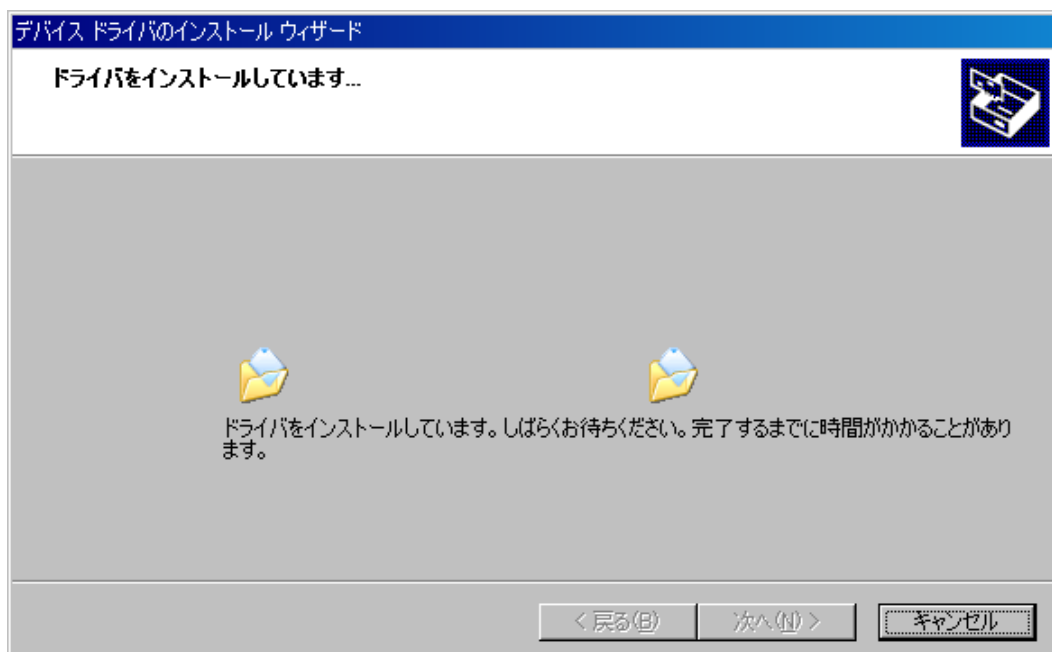 デバイス ドライバのインストール ウィザード
ドライバをインストールしています...
ドライバをインストールしています。しばらくお待ちください。完了するまでに時間がかかることがあり
ます。
< 戻る(B)
次へ(N) >
キャンセル